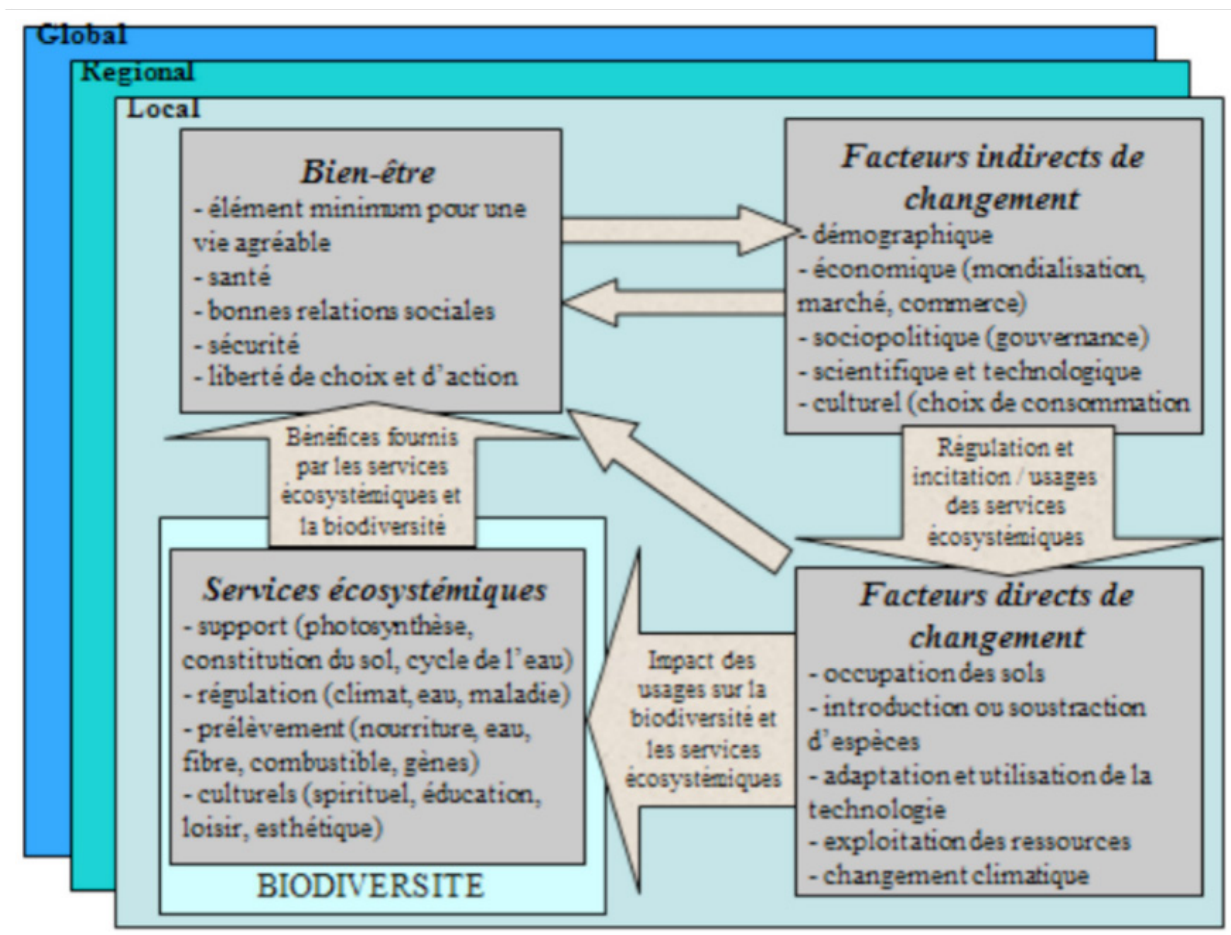 Global
Regional
Local
Bien-être
- élément minimum pour une
vie agréable
- santé
- bonnes relations sociales
- sécurité
- liberté de choix et d'action
Facteurs indirects de
changement
- démographique
- économique (mondialisation,
marché, commerce)
- sociopolitique (gouvernance)
- scientifique et technologique
- culturel (choix de consommation
Bénéfices fournis
par les services
écosystémiques et
la biodiversité
Régulation et
incitation / usages
des services
écosystémiques
Services écosystémiques
- support (photosynthèse,
constitution du sol, cycle de l'eau)
- régulation (climat, eau, maladie)
- prélèvement (nourriture, eau,
fibre, combustible, gènes)
- culturels (spirituel, éducation,
loisir, esthétique)
BIODIVERSITE
Impact des
usages sur la
biodiversité et
les services
écosystémiques
Facteurs directs de
changement
- occupation des sols
- introduction ou soustraction
d'espèces
- adaptation et utilisation de la
technologie
- exploitation des ressources
- changement climatique